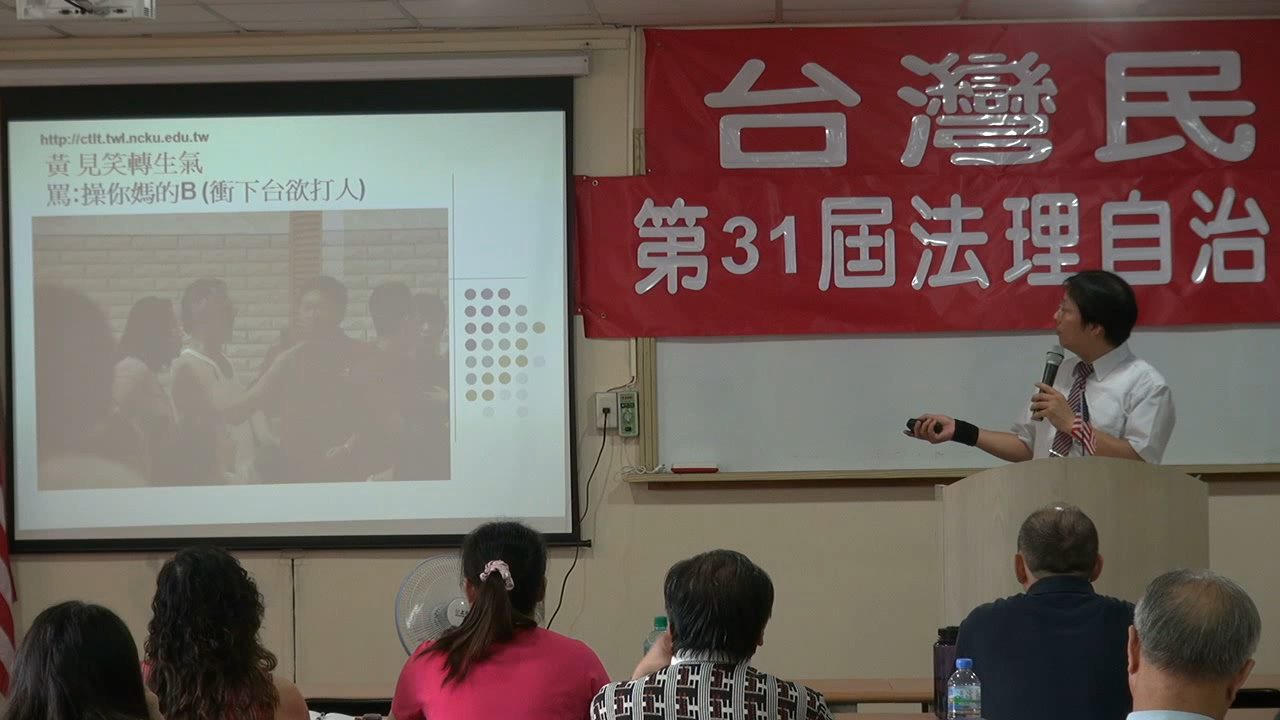 http://ctlt.twl.ncku.edu.tw
黃 見笑轉生氣
罵:操你媽的B (衝下台欲打人)
台灣民
第31屆法理自治